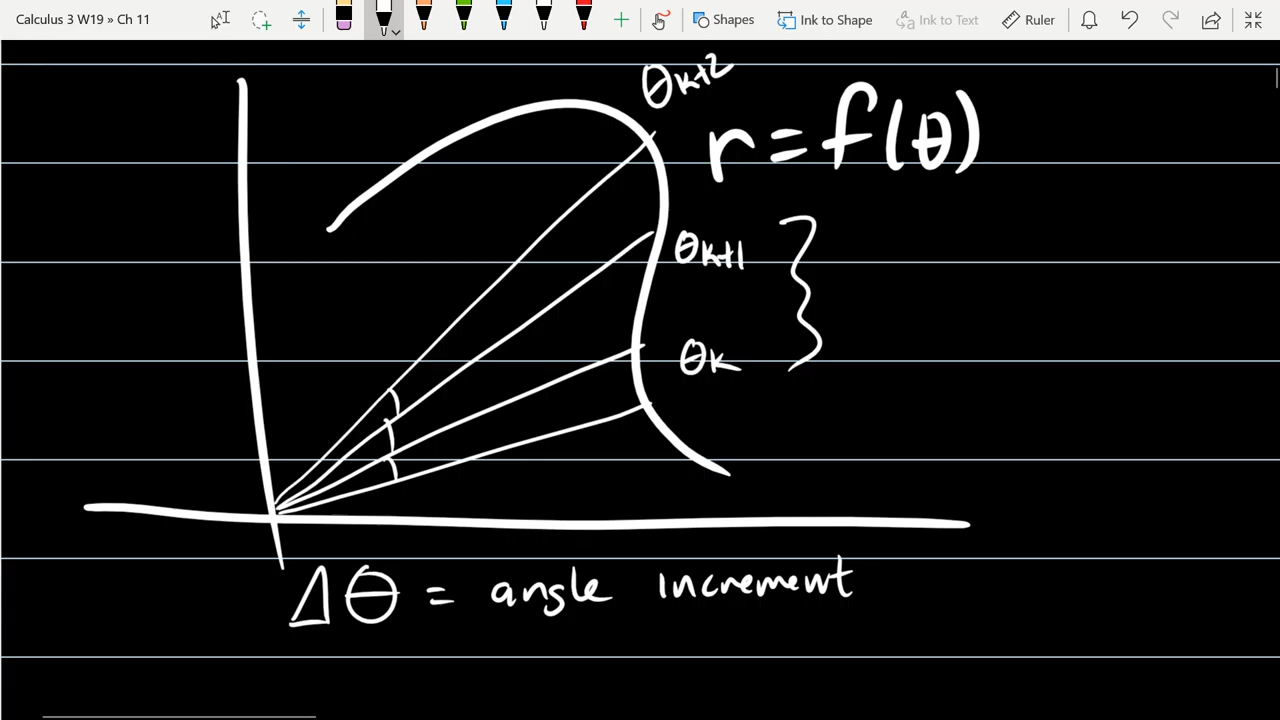 Calculus 3 W19 » Ch 11
Shapes
Ink to Shape
Ink to Text
Ruler
θk+2
r = f(θ)
θk+1
θk
Δθ = angle increment